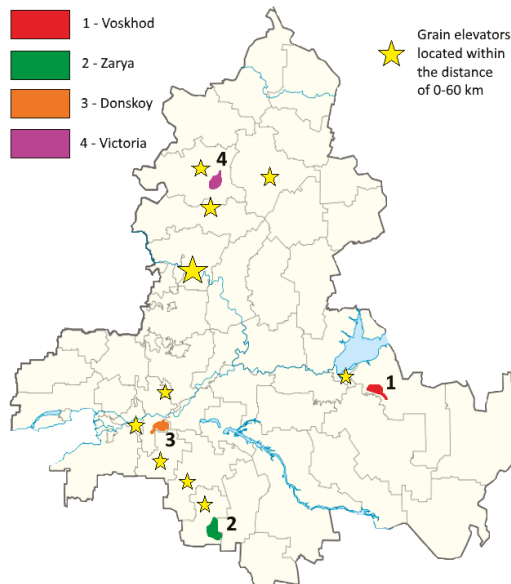 1 - Voskhod
2 - Zarya
3 - Donskoy
4 - Victoria
Grain elevators
located within
the distance
of 0-60 km
4
1
3
2